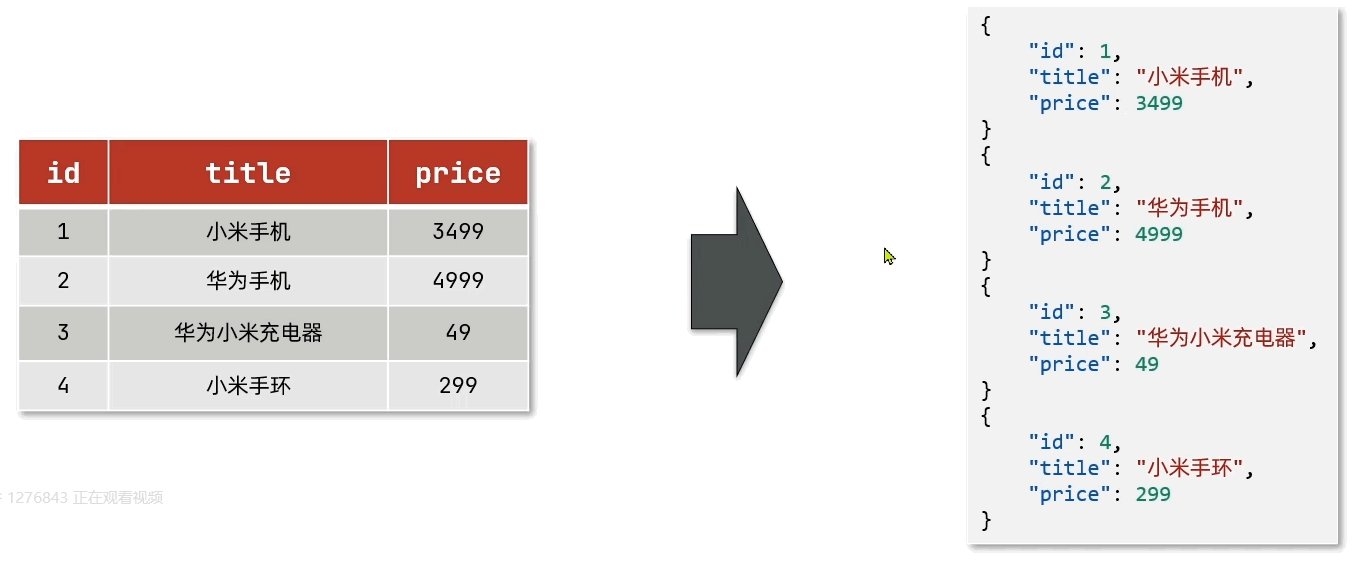 id title price
1 小米手机 3499
2 华为手机 4999
3 华为小米充电器 49
4 小米手环 299
1276843 正在观看视频
{
"id": 1,
"title": "小米手机",
"price": 3499
}
{
"id": 2,
"title": "华为手机",
"price": 4999
}
{
"id": 3,
"title": "华为小米充电器",
"price": 49
}
{
"id": 4,
"title": "小米手环",
"price": 299
}